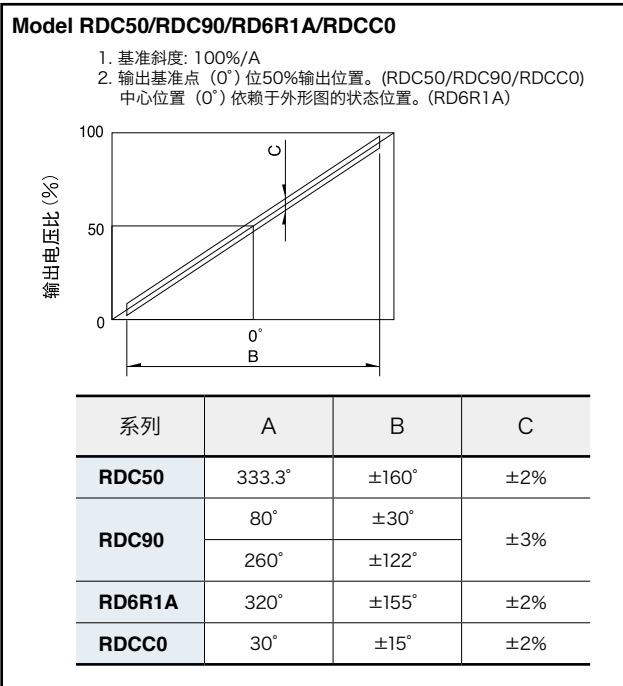 Model RDC50/RDC90/RD6R1A/RDCC0
1. 基准斜度: 100%/A
2. 输出基准点（0°）位50%输出位置。(RDC50/RDC90/RDCC0)
中心位置（0°）依赖于外形图的状态位置。(RD6R1A）
100
C
输出电压比 (%)
50
0
0°
B
系列 A B C
RDC50 333.3° ±160° ±2%
RDC90 80° ±30° ±3%
260° ±122°
RD6R1A 320° ±155° ±2%
RDCC0 30° ±15° ±2%